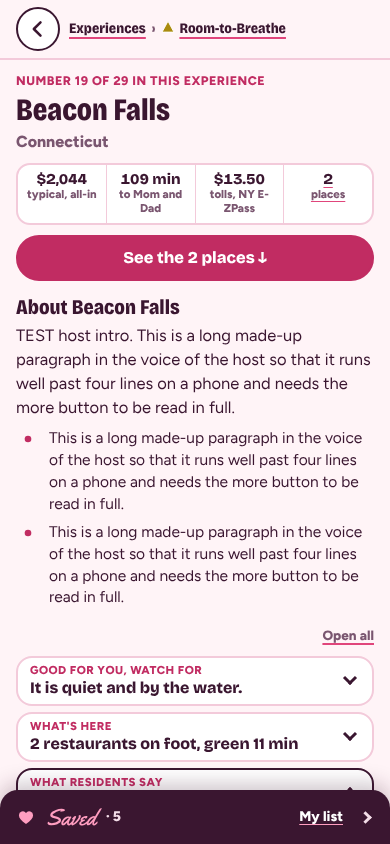 Experiences › Room-to-Breathe
NUMBER 19 OF 29 IN THIS EXPERIENCE
Beacon Falls
Connecticut
$2,044
typical, all-in
109 min
to Mom and
Dad
$13.50
tolls, NY E-
ZPass
2
places
See the 2 places ↓
About Beacon Falls
TEST host intro. This is a long made-up
paragraph in the voice of the host so that it runs
well past four lines on a phone and needs the
more button to be read in full.
This is a long made-up paragraph in the voice
of the host so that it runs well past four lines
on a phone and needs the more button to be
read in full.
This is a long made-up paragraph in the voice
of the host so that it runs well past four lines
on a phone and needs the more button to be
read in full.
Open all
GOOD FOR YOU, WATCH FOR
It is quiet and by the water.
WHAT'S HERE
2 restaurants on foot, green 11 min
WHAT RESIDENTS SAY
Saved · 5
My list